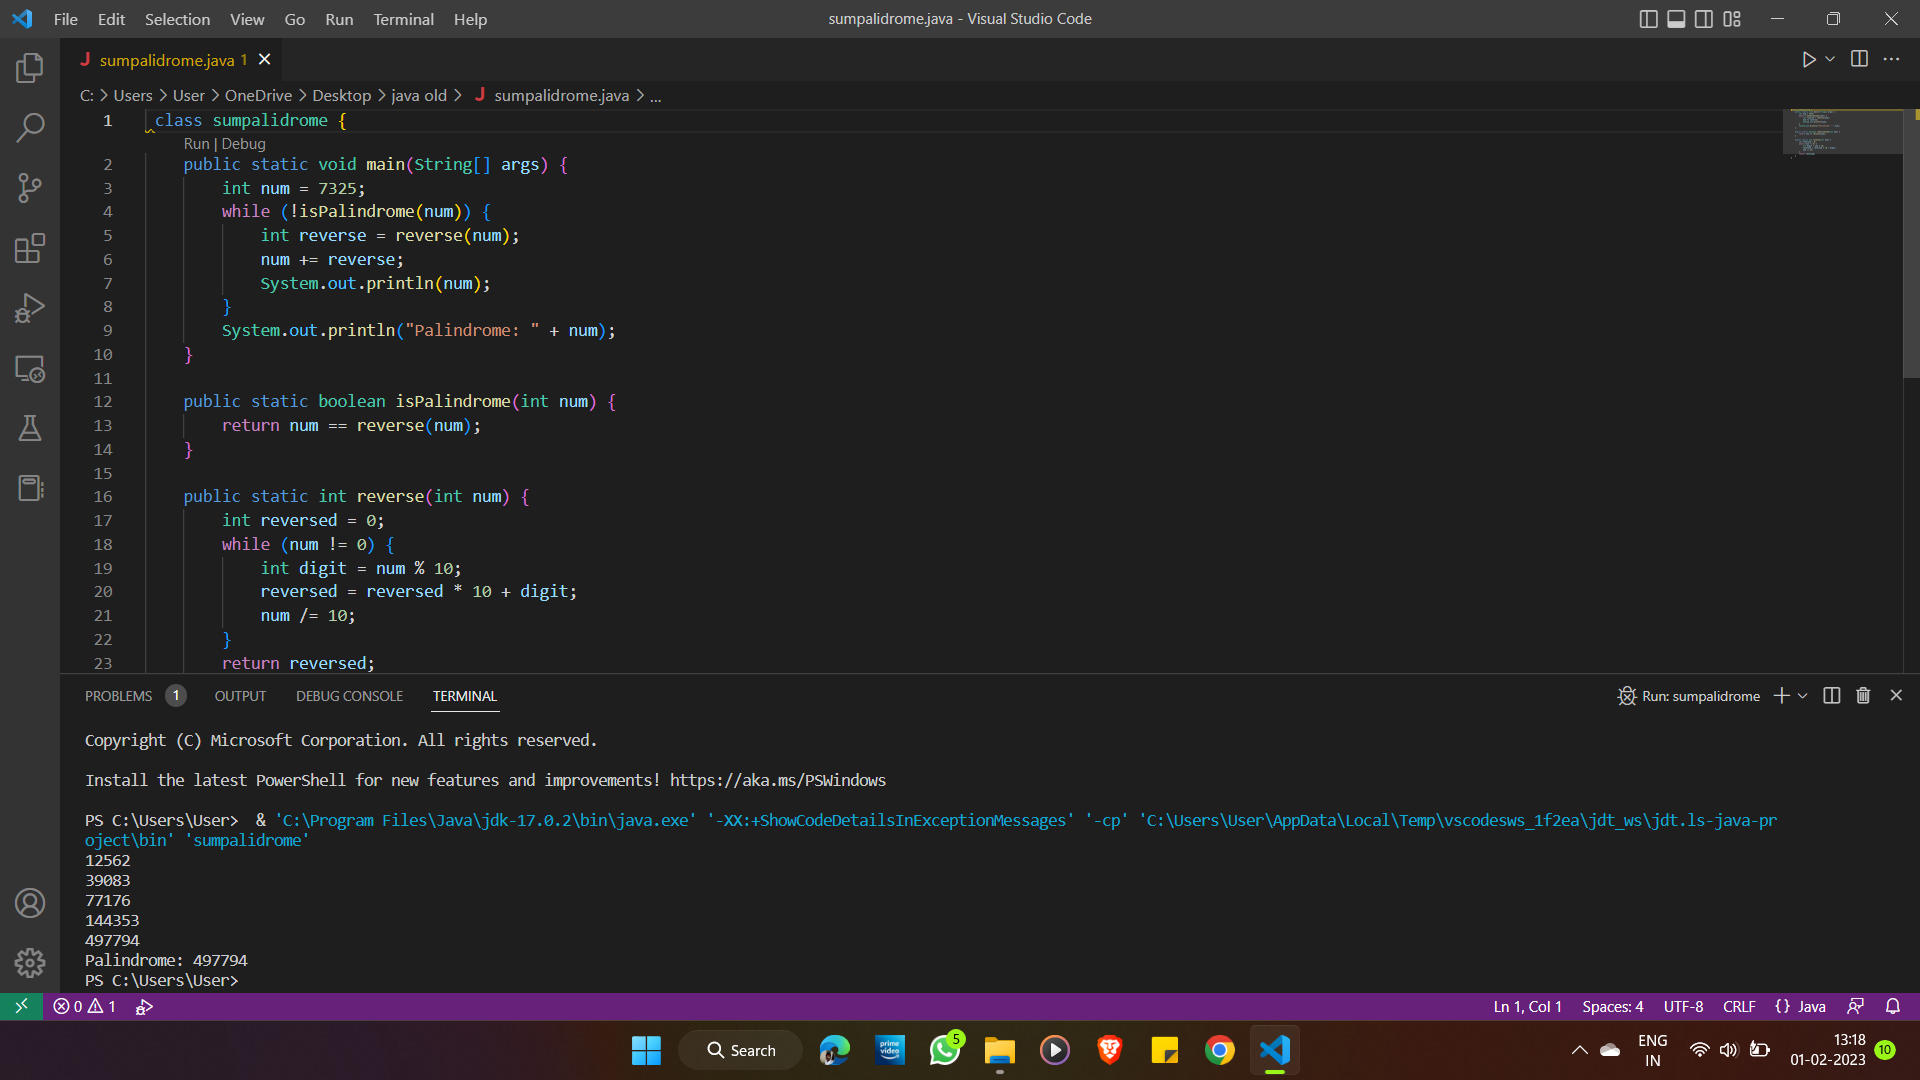 File Edit Selection View Go Run Terminal Help
sumpalidrome.java - Visual Studio Code
J sumpalidrome.java 1
C: > Users > User > OneDrive > Desktop > java old > J sumpalidrome.java > ...
1 class sumpalidrome {
Run | Debug
2 public static void main(String[] args) {
3 int num = 7325;
4 while (!isPalindrome(num)) {
5 int reverse = reverse(num);
6 num += reverse;
7 System.out.println(num);
8 }
9 System.out.println("Palindrome: " + num);
10 }
11
12 public static boolean isPalindrome(int num) {
13 return num == reverse(num);
14 }
15
16 public static int reverse(int num) {
17 int reversed = 0;
18 while (num != 0) {
19 int digit = num % 10;
20 reversed = reversed * 10 + digit;
21 num /= 10;
22 }
23 return reversed;
PROBLEMS 1 OUTPUT DEBUG CONSOLE TERMINAL
Run: sumpalidrome
Copyright (C) Microsoft Corporation. All rights reserved.
Install the latest PowerShell for new features and improvements! https://aka.ms/PSWindows
PS C:\Users\User> & 'C:\Program Files\Java\jdk-17.0.2\bin\java.exe' '-XX:+ShowCodeDetailsInExceptionMessages' '-cp' 'C:\Users\User\AppData\Local\Temp\vscodesws_1f2ea\jdt_ws\jdt.ls-java-pr
oject\bin' 'sumpalidrome'
12562
39083
77176
144353
497794
Palindrome: 497794
PS C:\Users\User>
0 1
Ln 1, Col 1 Spaces: 4 UTF-8 CRLF {} Java
Search
prime video
5
ENG
IN
13:18
01-02-2023
10